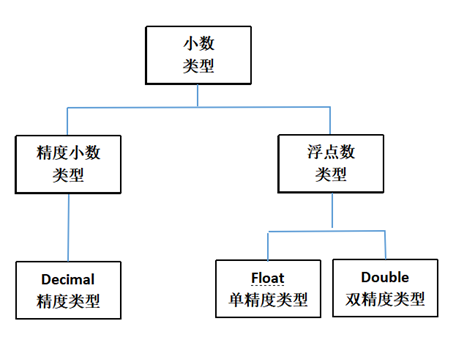 小数
类型
精度小数
类型
浮点数
类型
Decimal
精度类型
Float
单精度类型
Double
双精度类型